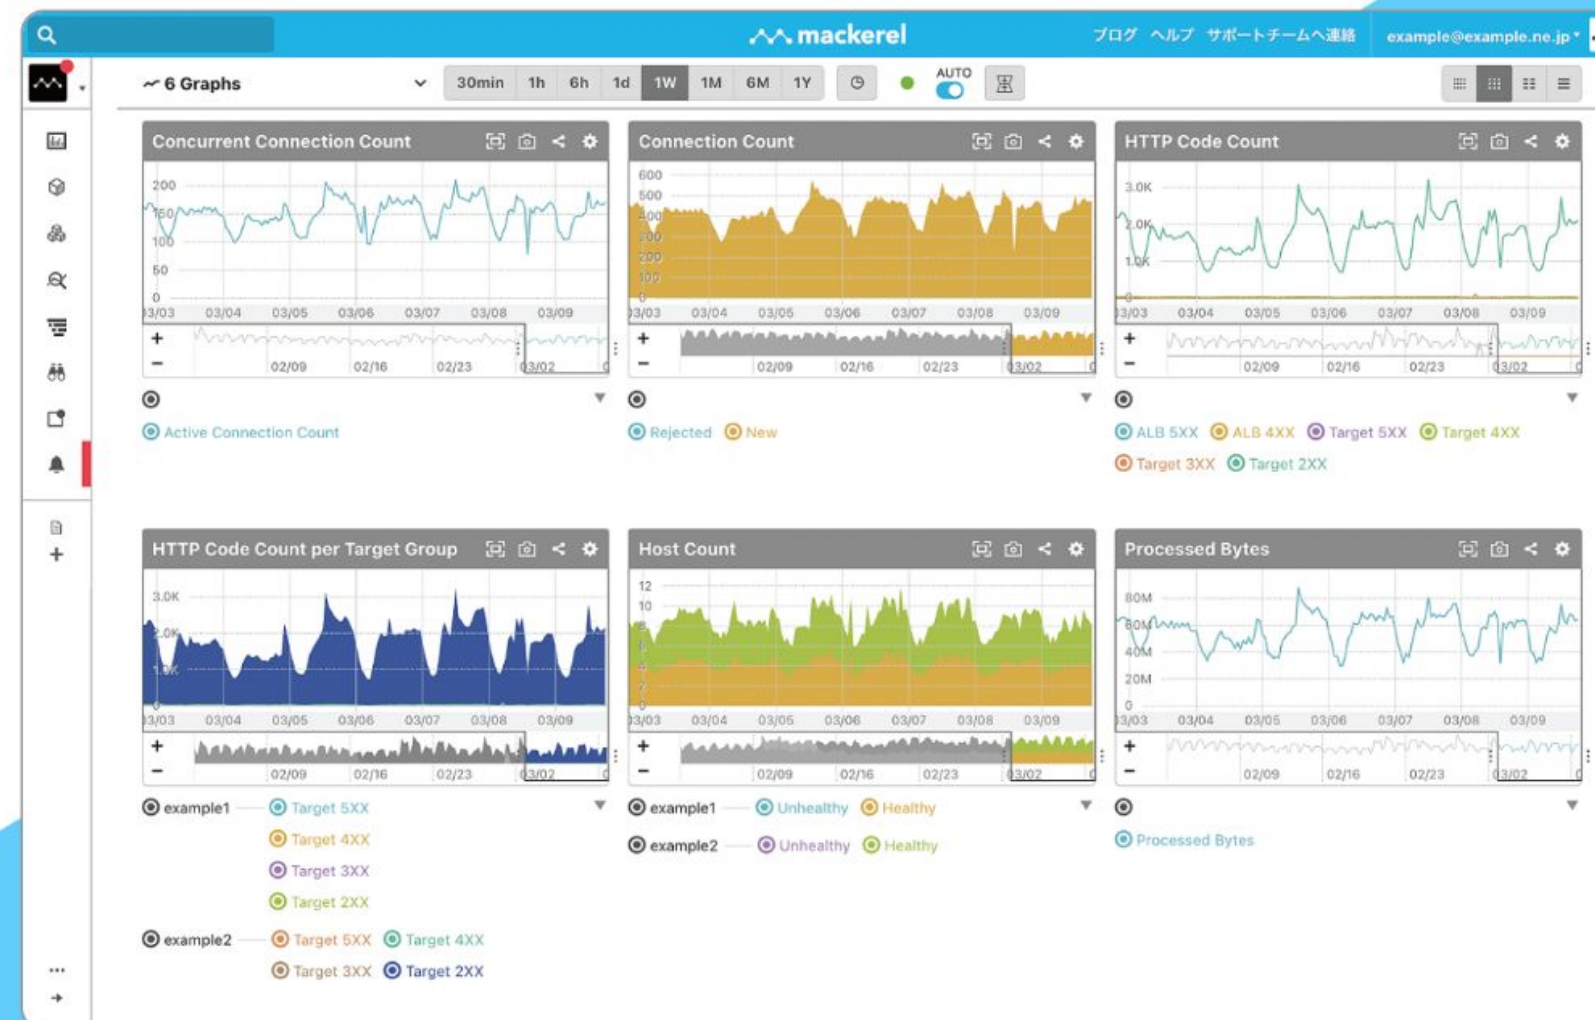 mackerel
ブログ ヘルプ サポートチームへ連絡 example@example.ne.jp
6 Graphs
30min 1h 6h 1d 1W 1M 6M 1Y
AUTO
Concurrent Connection Count
200
150
100
50
0
03/03 03/04 03/05 03/06 03/07 03/08 03/09
+
−
02/09 02/16 02/23 03/02
Active Connection Count
Connection Count
600
500
400
300
200
100
0
03/03 03/04 03/05 03/06 03/07 03/08 03/09
+
−
02/09 02/16 02/23 03/02
Rejected New
HTTP Code Count
3.0K
2.0K
1.0K
0
03/03 03/04 03/05 03/06 03/07 03/08 03/09
+
−
02/09 02/16 02/23 03/02
ALB 5XX ALB 4XX Target 5XX Target 4XX
Target 3XX Target 2XX
HTTP Code Count per Target Group
3.0K
2.0K
1.0K
0
03/03 03/04 03/05 03/06 03/07 03/08 03/09
+
−
02/09 02/16 02/23 03/02
example1 Target 5XX
Target 4XX
Target 3XX
Target 2XX
example2 Target 5XX Target 4XX
Target 3XX Target 2XX
Host Count
12
10
8
6
4
2
0
03/03 03/04 03/05 03/06 03/07 03/08 03/09
+
−
02/09 02/16 02/23 03/02
example1 Unhealthy Healthy
example2 Unhealthy Healthy
Processed Bytes
80M
60M
40M
20M
0
03/03 03/04 03/05 03/06 03/07 03/08 03/09
+
−
02/09 02/16 02/23 03/02
Processed Bytes